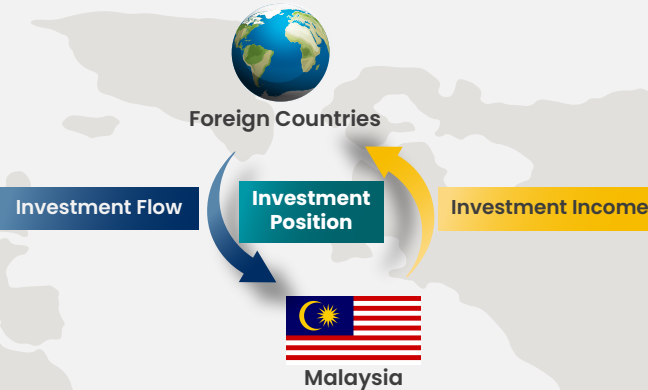 Foreign Countries
Investment Flow
Investment
Position
Investment Income
Malaysia